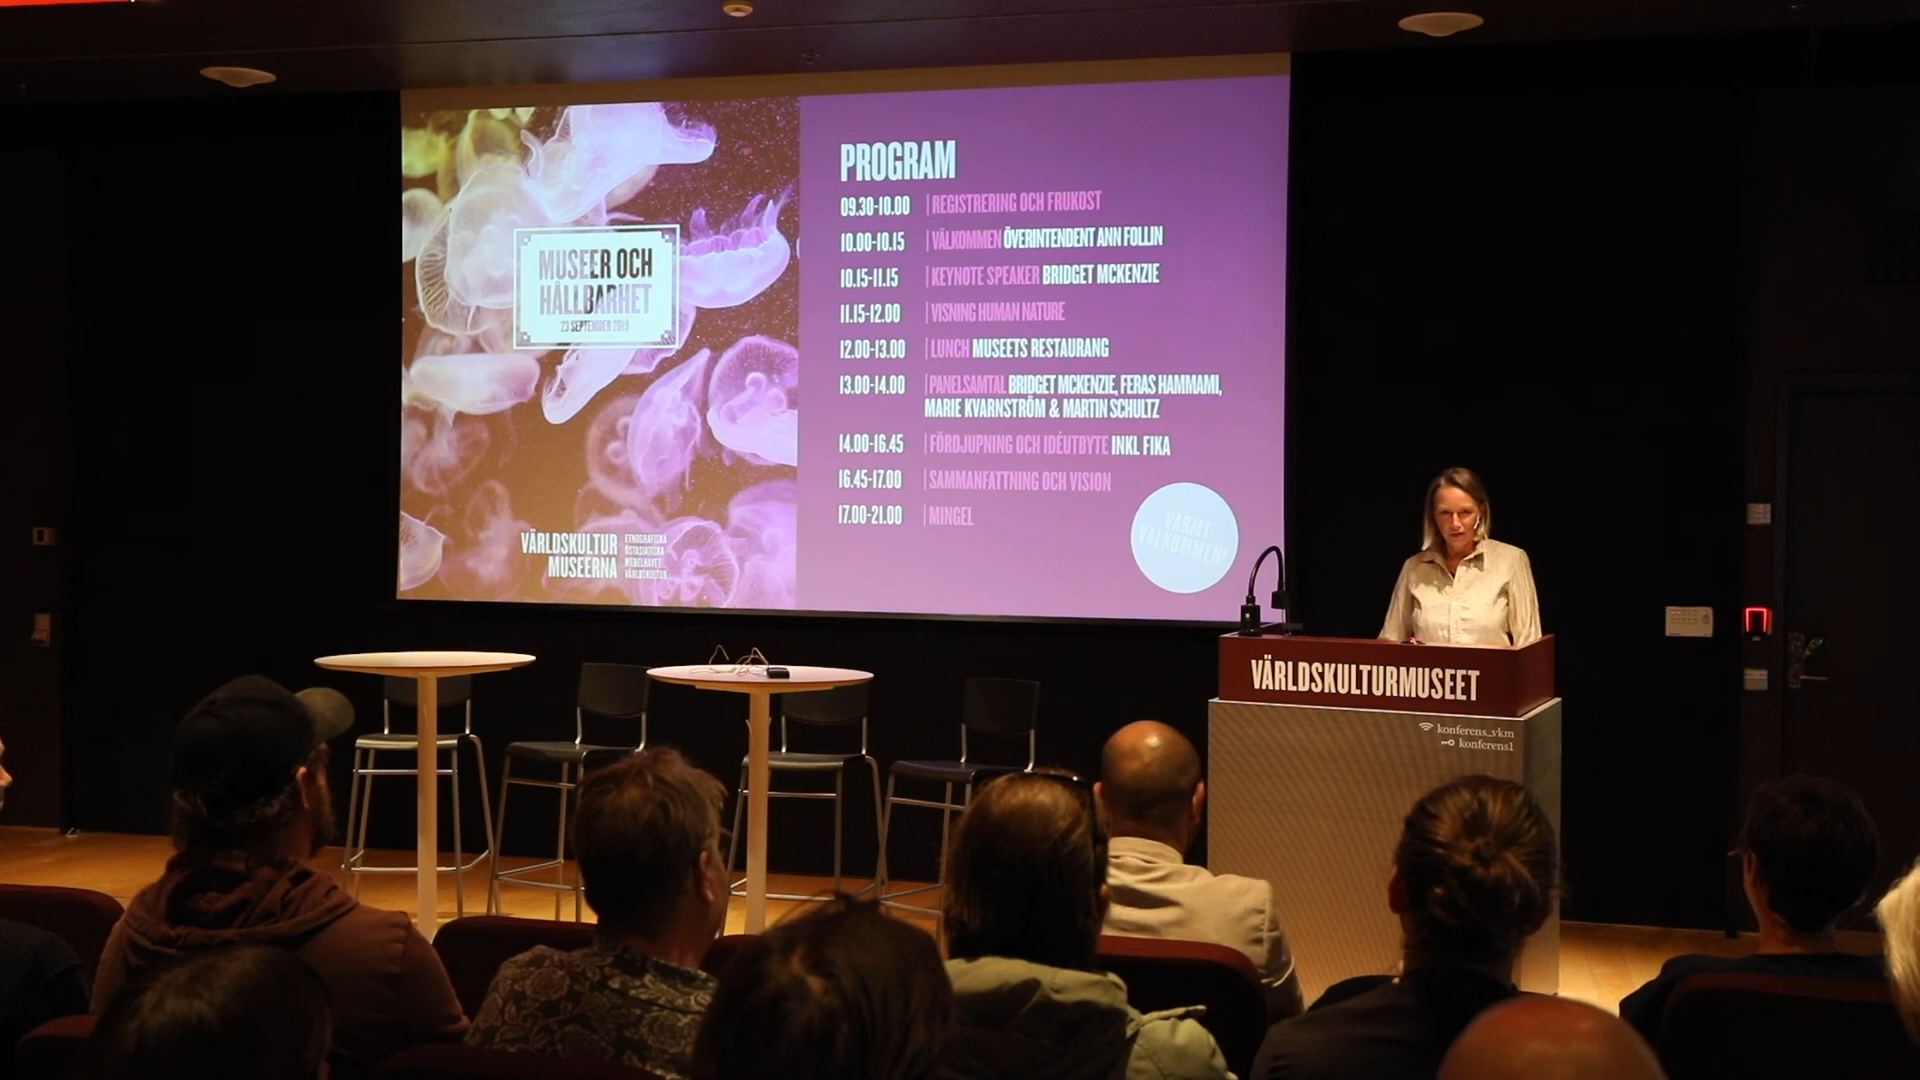 MUSEER OCH
HÅLLBARHET
23 SEPTEMBER 2019
VÄRLDSKULTUR
MUSEERNA
ETNOGRAFISKA
ÖSTASIATISKA
MEDELHAVET
VÄRLDSKULTUR
PROGRAM
09.30-10.00 | REGISTRERING OCH FRUKOST
10.00-10.15 | VÄLKOMMEN ÖVERINTENDENT ANN FOLLIN
10.15-11.15 | KEYNOTE SPEAKER BRIDGET MCKENZIE
11.15-12.00 | VISNING HUMAN NATURE
12.00-13.00 | LUNCH MUSEETS RESTAURANG
13.00-14.00 | PANELSAMTAL BRIDGET MCKENZIE, FERAS HAMMAMI,
MARIE KVARNSTRÖM & MARTIN SCHULTZ
14.00-16.45 | FÖRDJUPNING OCH IDÉUTBYTE INKL FIKA
16.45-17.00 | SAMMANFATTNING OCH VISION
17.00-21.00 | MINGEL
VARMT
VÄLKOMMEN!
VÄRLDSKULTURMUSEET
konferens_vkm
konferens1